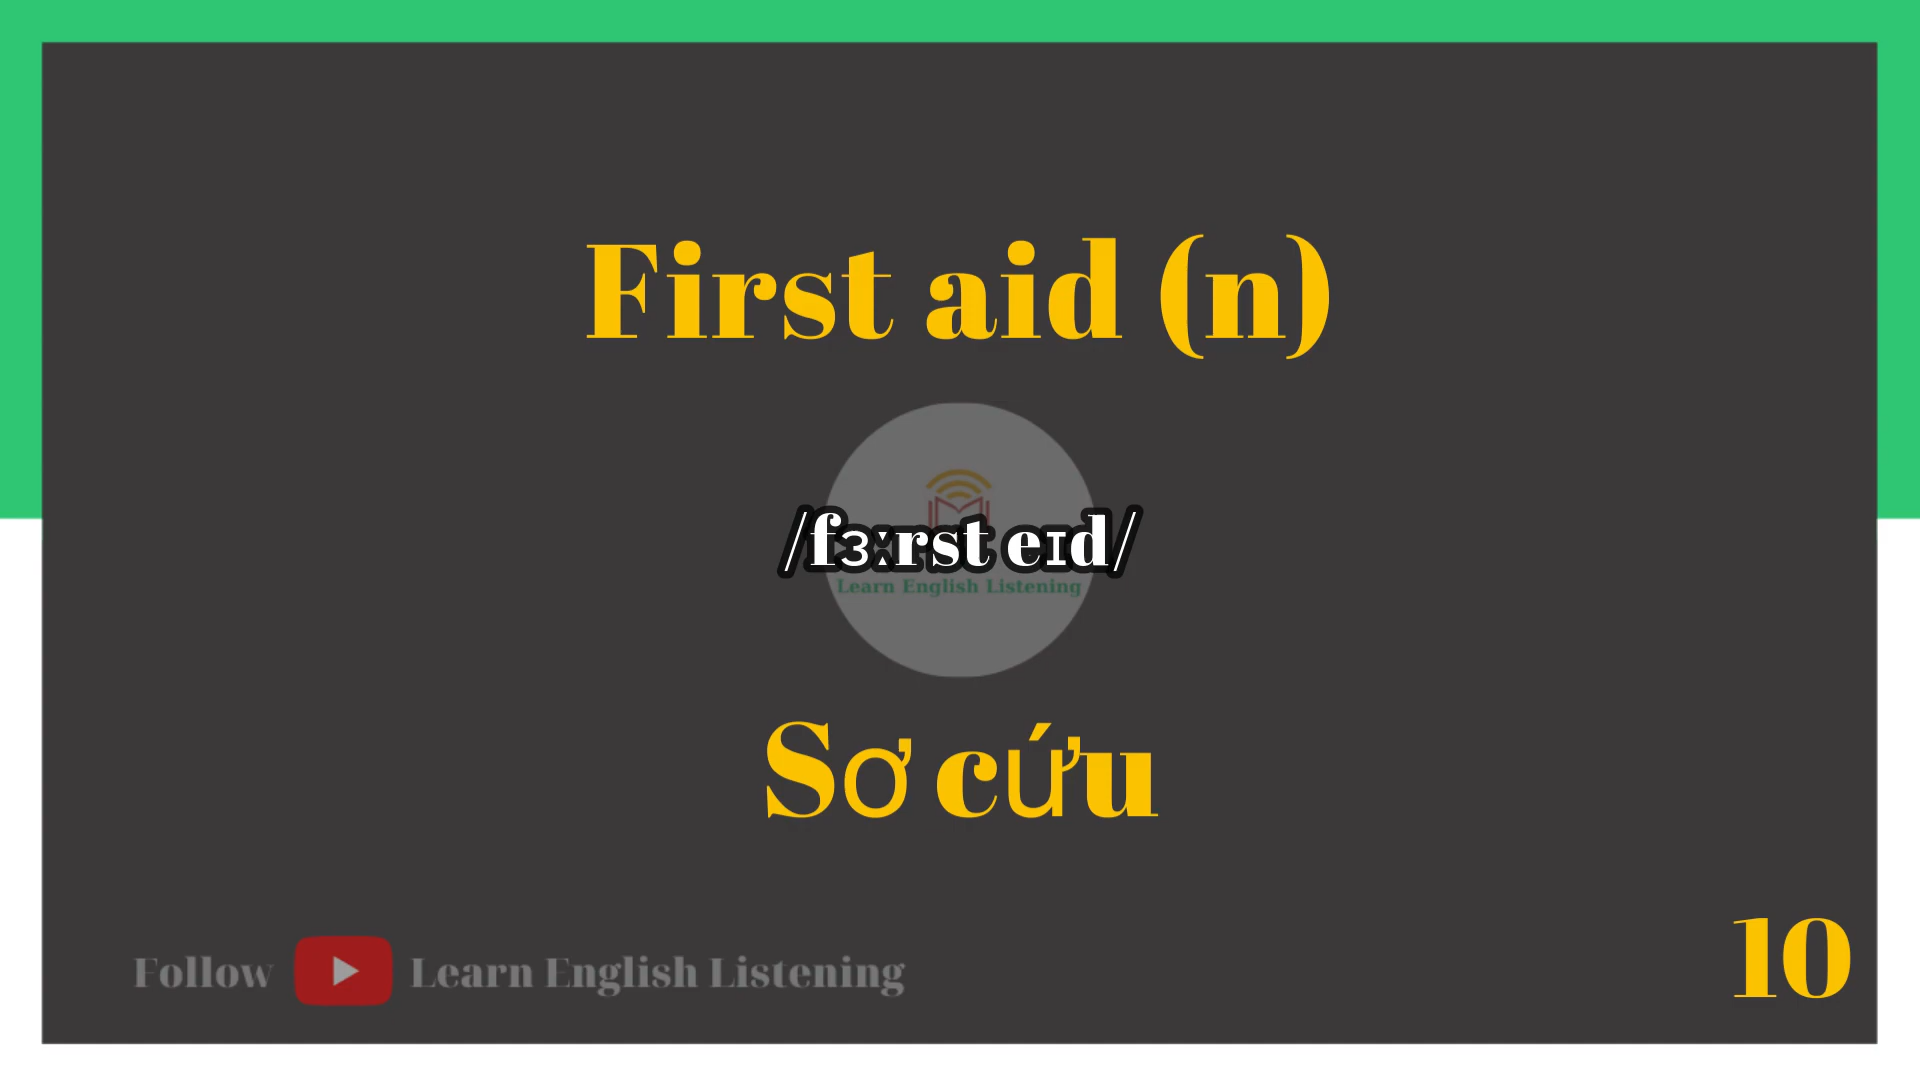 First aid (n)
/fɜːrst eɪd/
Learn English Listening
Sơ cứu
Follow Learn English Listening
10